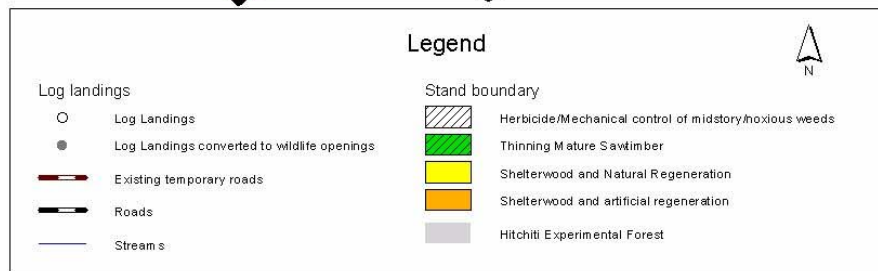 Legend
N
Log landings
Log Landings
Log Landings converted to wildlife openings
Existing temporary roads
Roads
Streams
Stand boundary
Herbicide/Mechanical control of midstory/noxious weeds
Thinning Mature Sawtimber
Shelterwood and Natural Regeneration
Shelterwood and artificial regeneration
Hitchiti Experimental Forest